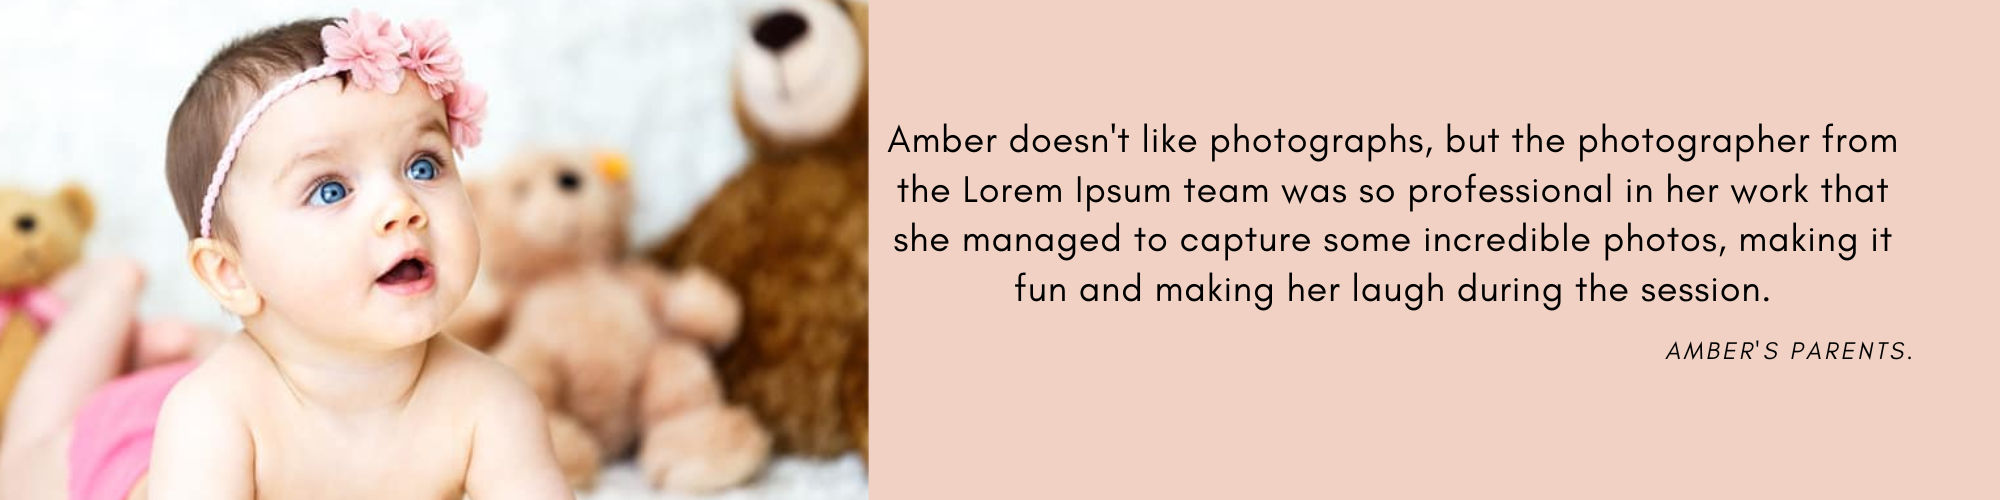 Amber doesn't like photographs, but the photographer from
the Lorem Ipsum team was so professional in her work that
she managed to capture some incredible photos, making it
fun and making her laugh during the session.
AMBER'S PARENTS.